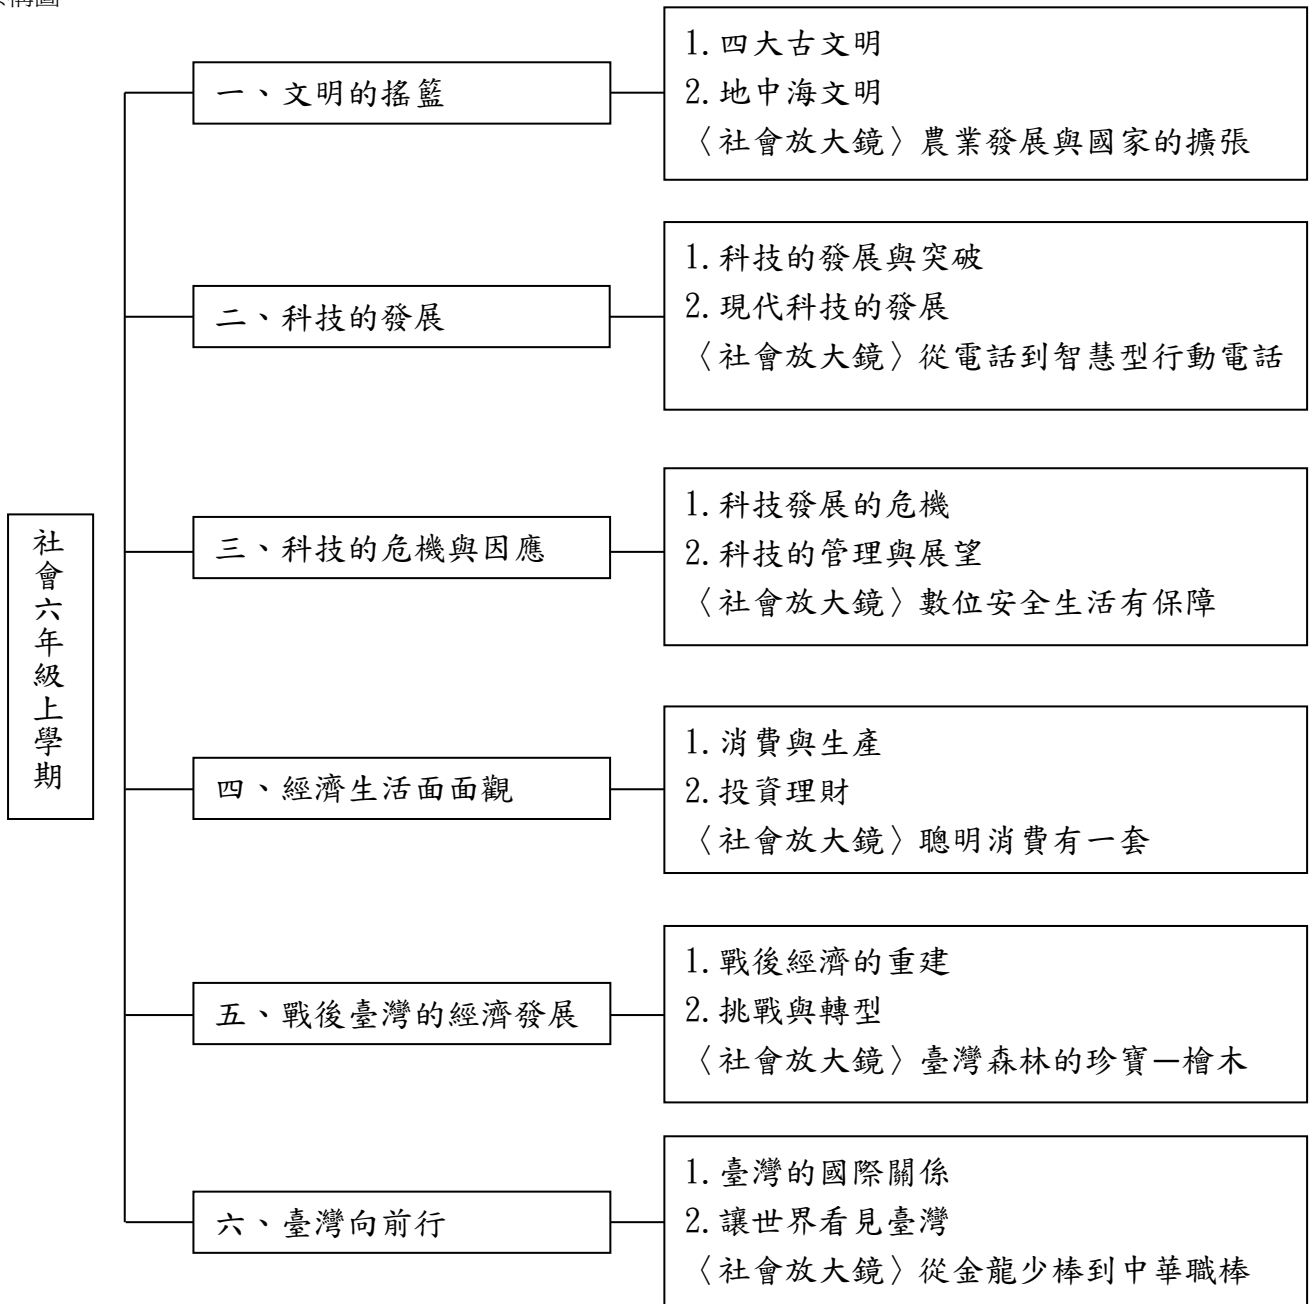 構圖
社會六年級上學期
一、文明的搖籃
1.四大古文明
2.地中海文明
〈社會放大鏡〉農業發展與國家的擴張
二、科技的發展
1.科技的發展與突破
2.現代科技的發展
〈社會放大鏡〉從電話到智慧型行動電話
三、科技的危機與因應
1.科技發展的危機
2.科技的管理與展望
〈社會放大鏡〉數位安全生活有保障
四、經濟生活面面觀
1.消費與生產
2.投資理財
〈社會放大鏡〉聰明消費有一套
五、戰後臺灣的經濟發展
1.戰後經濟的重建
2.挑戰與轉型
〈社會放大鏡〉臺灣森林的珍寶—檜木
六、臺灣向前行
1.臺灣的國際關係
2.讓世界看見臺灣
〈社會放大鏡〉從金龍少棒到中華職棒